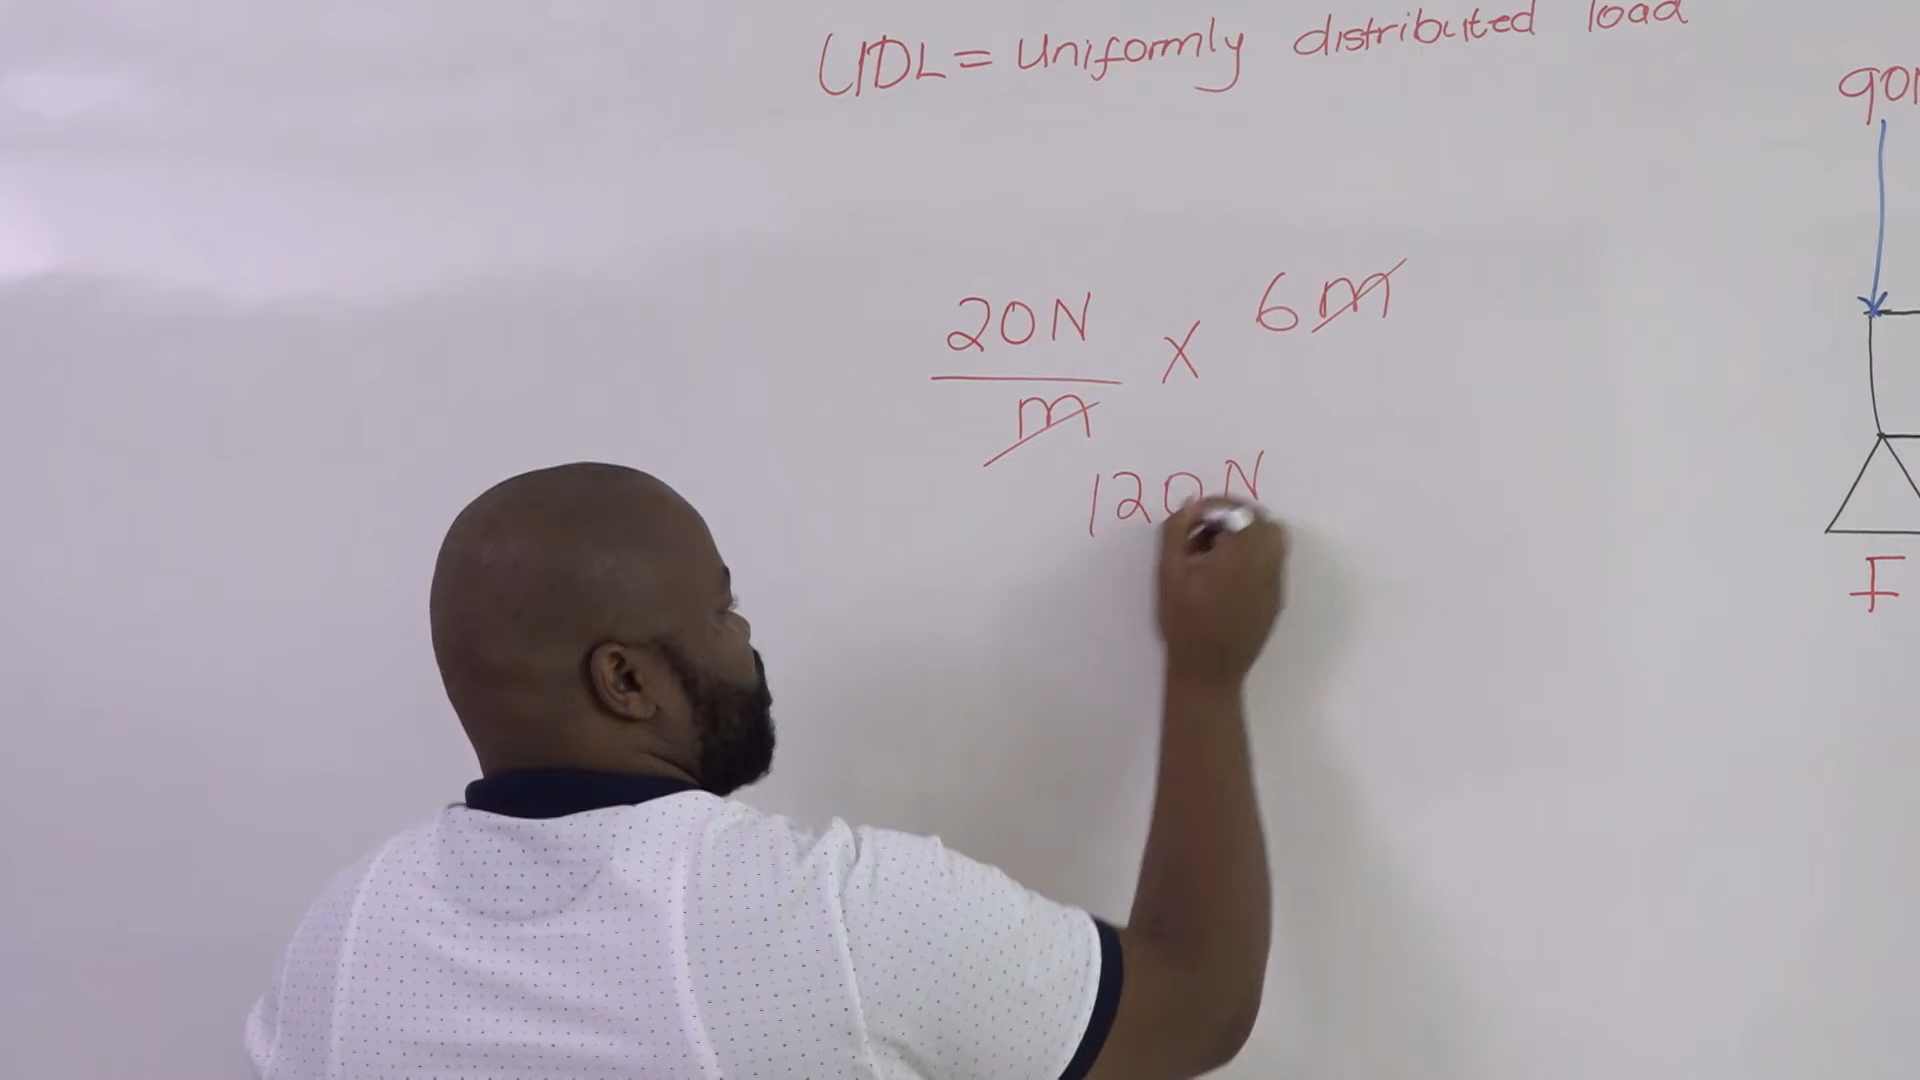 UDL = Uniformly distributed load
90
20N
m
x 6m
120N
F